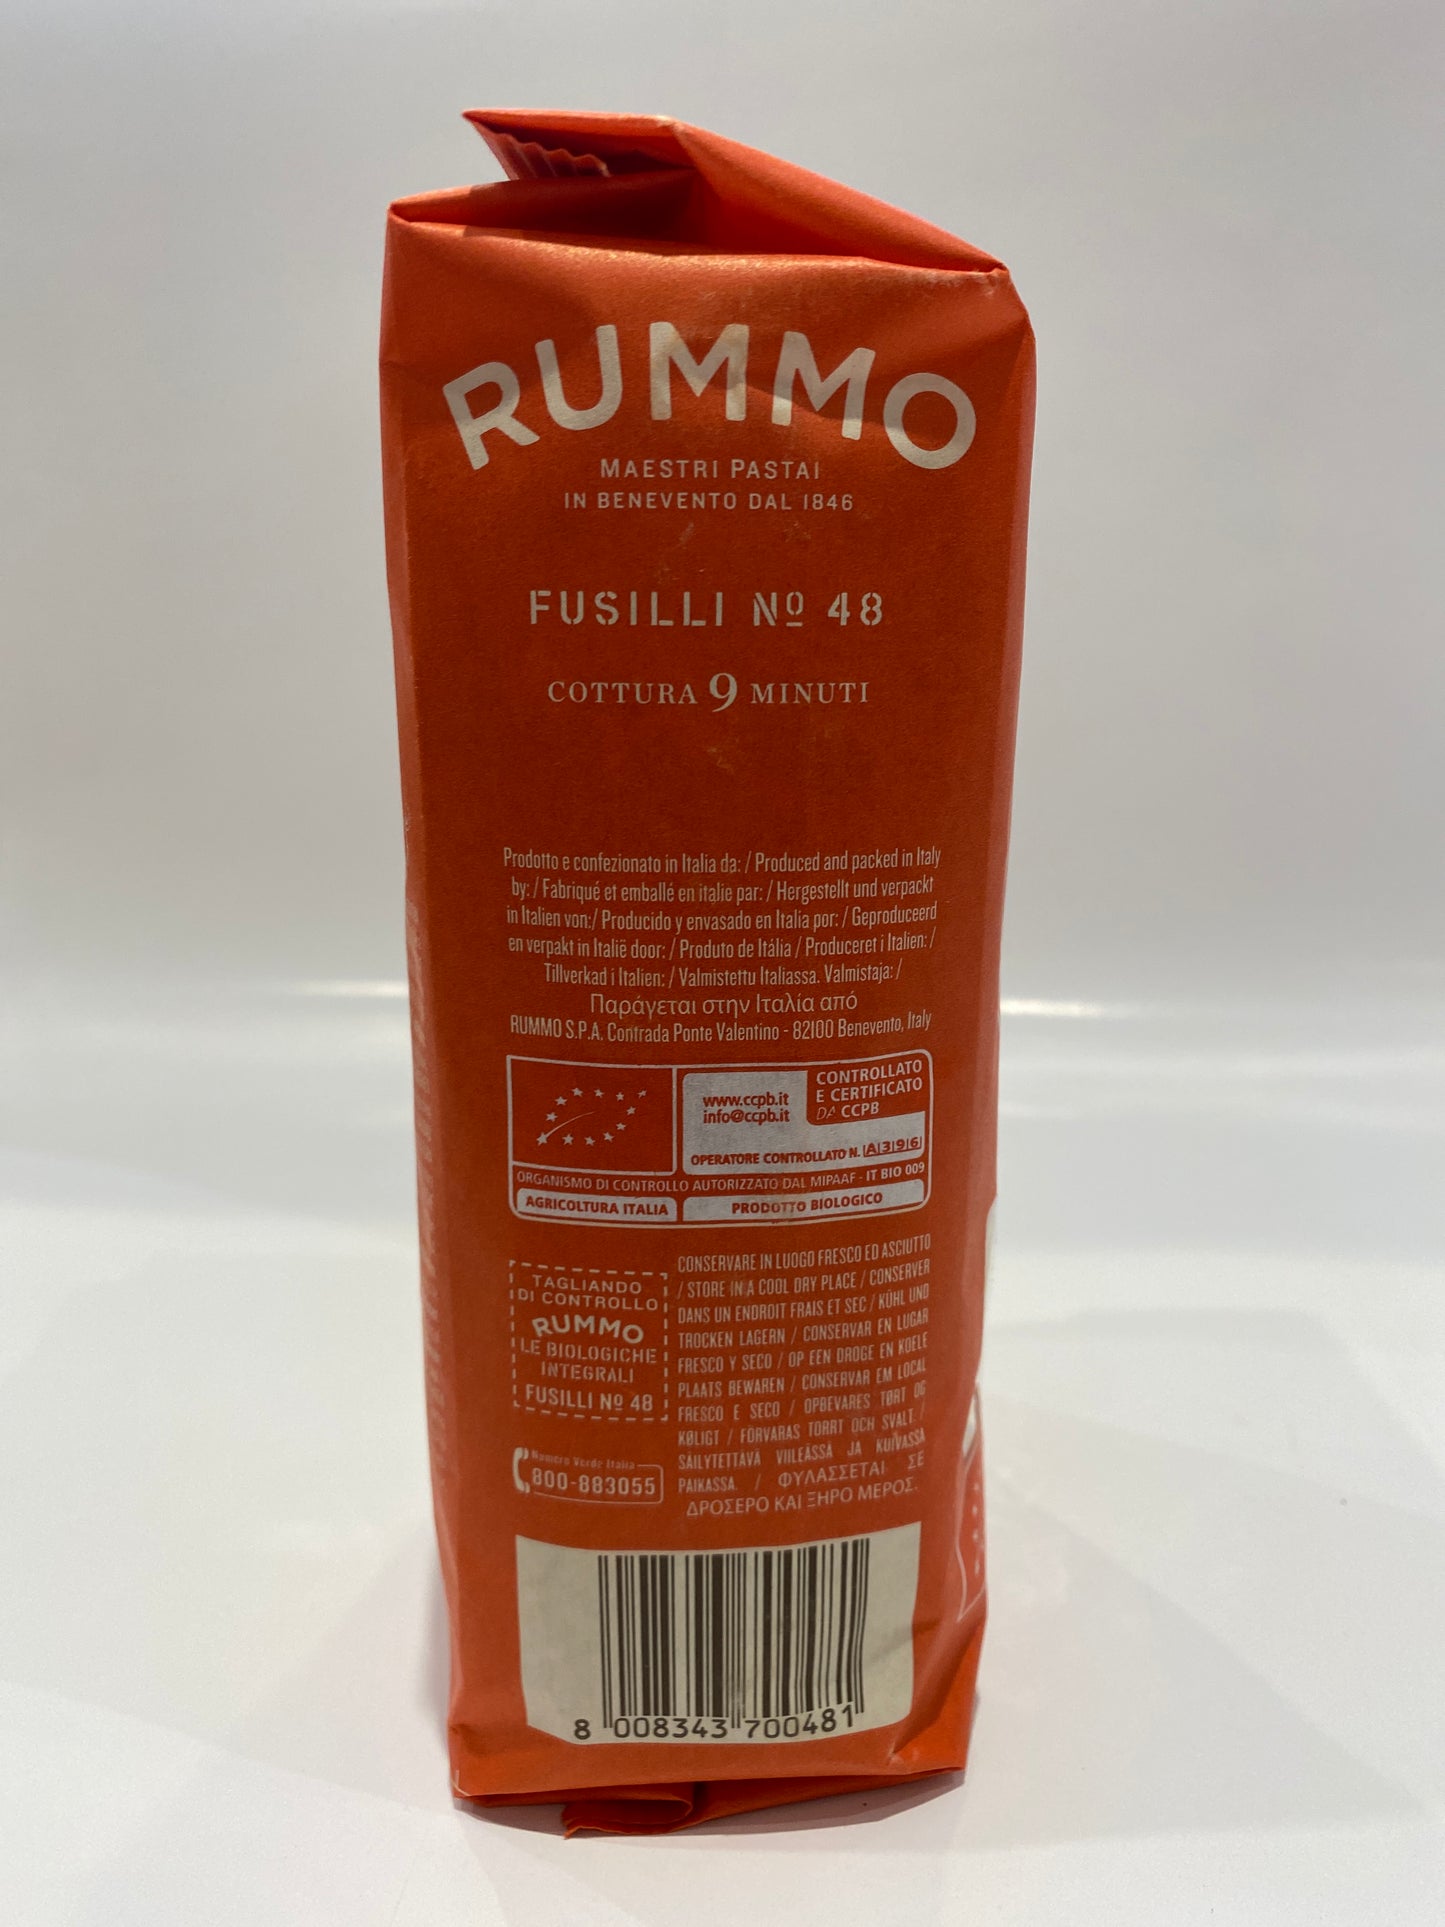 RUMMO
MAESTRI PASTAI
IN BENEVENTO DAL 1846
FUSILLI Nº 48
COTTURA 9 MINUTI
Prodotto e confezionato in Italia da: / Produced and packed in Italy
by: / Fabriqué et emballé en italie par: / Hergestellt und verpackt
in Italien von:/ Producido y envasado en Italia por: / Geproduceerd
en verpakt in Italië door: / Produto de Itália / Produceret i Italien: /
Tillverkad i Italien: / Valmistettu Italiassa. Valmistaja: /
Παράγεται στην Ιταλία από
RUMMO S.P.A. Contrada Ponte Valentino - 82100 Benevento, Italy
www.ccpb.it
info@ccpb.it
CONTROLLATO
E CERTIFICATO
DA CCPB
OPERATORE CONTROLLATO N. |A|3|9|6|
ORGANISMO DI CONTROLLO AUTORIZZATO DAL MIPAAF - IT BIO 009
AGRICOLTURA ITALIA
PRODOTTO BIOLOGICO
TAGLIANDO
DI CONTROLLO
RUMMO
LE BIOLOGICHE
INTEGRALI
FUSILLI Nº 48
Numero Verde Italia
800-883055
CONSERVARE IN LUOGO FRESCO ED ASCIUTTO
/ STORE IN A COOL DRY PLACE / CONSERVER
DANS UN ENDROIT FRAIS ET SEC / KÜHL UND
TROCKEN LAGERN / CONSERVAR EN LUGAR
FRESCO Y SECO / OP EEN DROGE EN KOELE
PLAATS BEWAREN / CONSERVAR EM LOCAL
FRESCO E SECO / OPBEVARES TØRT OG
KØLIGT / FÖRVARAS TORRT OCH SVALT. /
SÄILYTETTÄVÄ VIILEÄSSÄ JA KUIVASSA
PAIKASSA. / ΦΥΛΑΣΣΕΤΑΙ ΣΕ
ΔΡΟΣΕΡΟ ΚΑΙ ΞΗΡΟ ΜΕΡΟΣ.
8 008343 700481